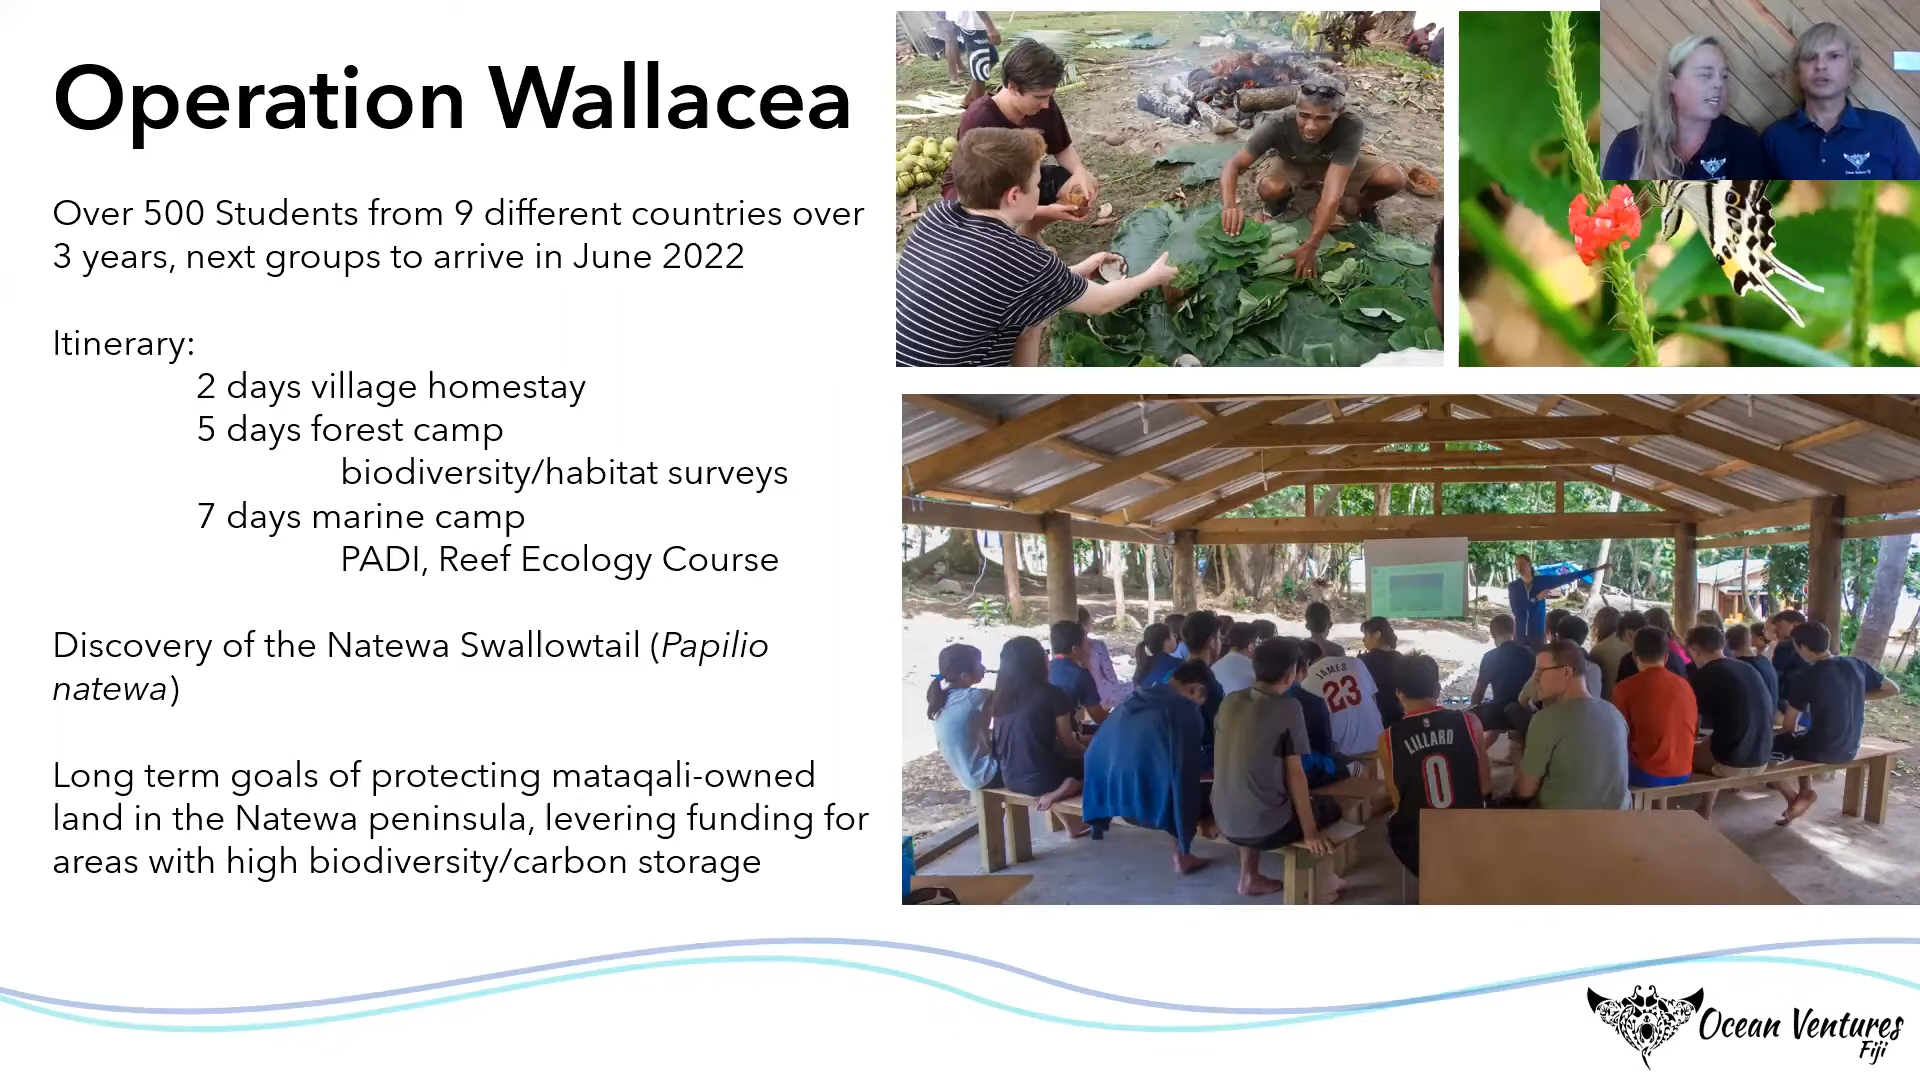 Operation Wallacea
Over 500 Students from 9 different countries over
3 years, next groups to arrive in June 2022
Itinerary:
2 days village homestay
5 days forest camp
biodiversity/habitat surveys
7 days marine camp
PADI, Reef Ecology Course
Discovery of the Natewa Swallowtail (Papilio
natewa)
Long term goals of protecting mataqali-owned
land in the Natewa peninsula, levering funding for
areas with high biodiversity/carbon storage
JAMES
23
LILLARD
0
Ocean Ventures
Fiji